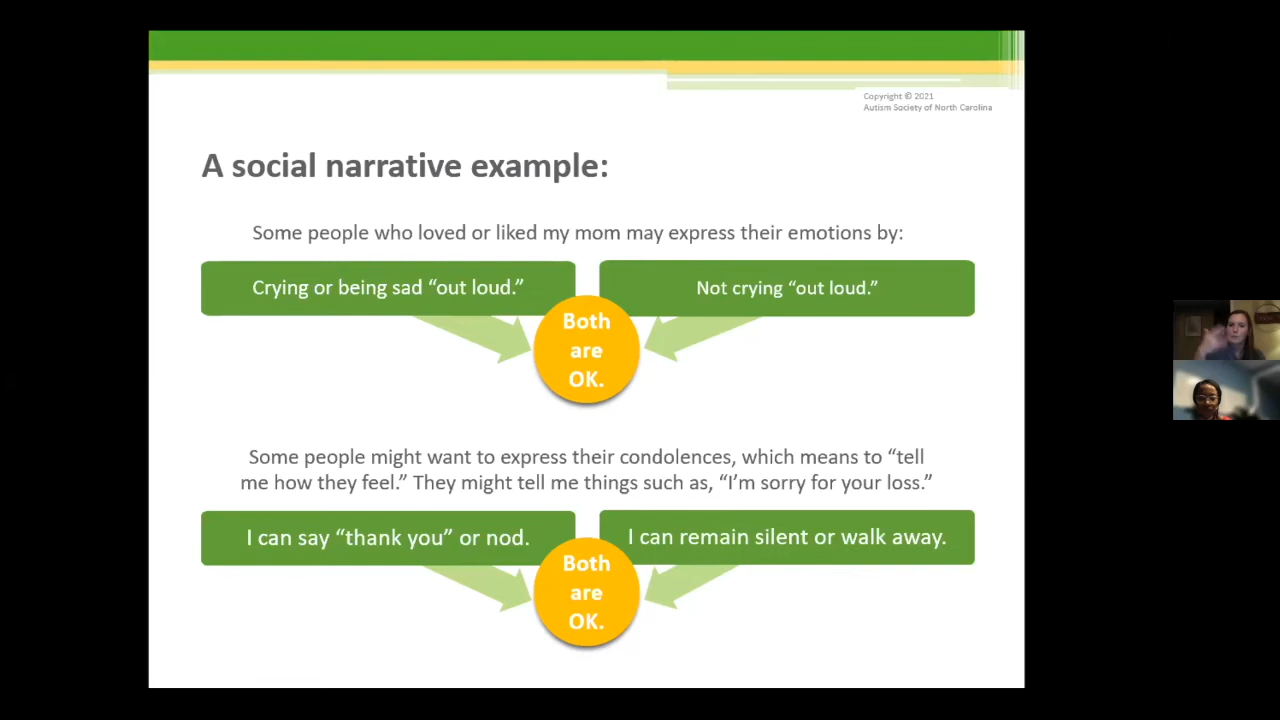 Copyright © 2021
Autism Society of North Carolina
A social narrative example:
Some people who loved or liked my mom may express their emotions by:
Crying or being sad “out loud.”
Not crying “out loud.”
Both
are
OK.
Some people might want to express their condolences, which means to “tell
me how they feel.” They might tell me things such as, “I’m sorry for your loss.”
I can say “thank you” or nod.
I can remain silent or walk away.
Both
are
OK.